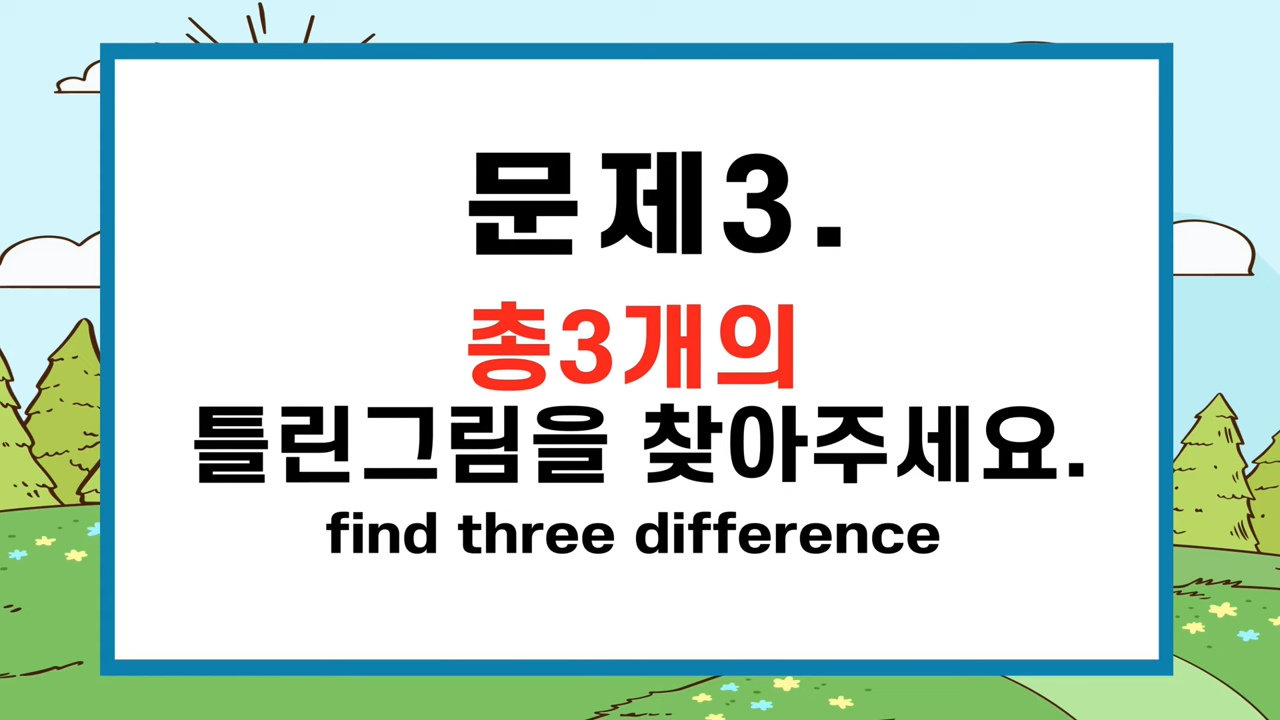 문제3.
총3개의
틀린그림을 찾아주세요.
find three difference